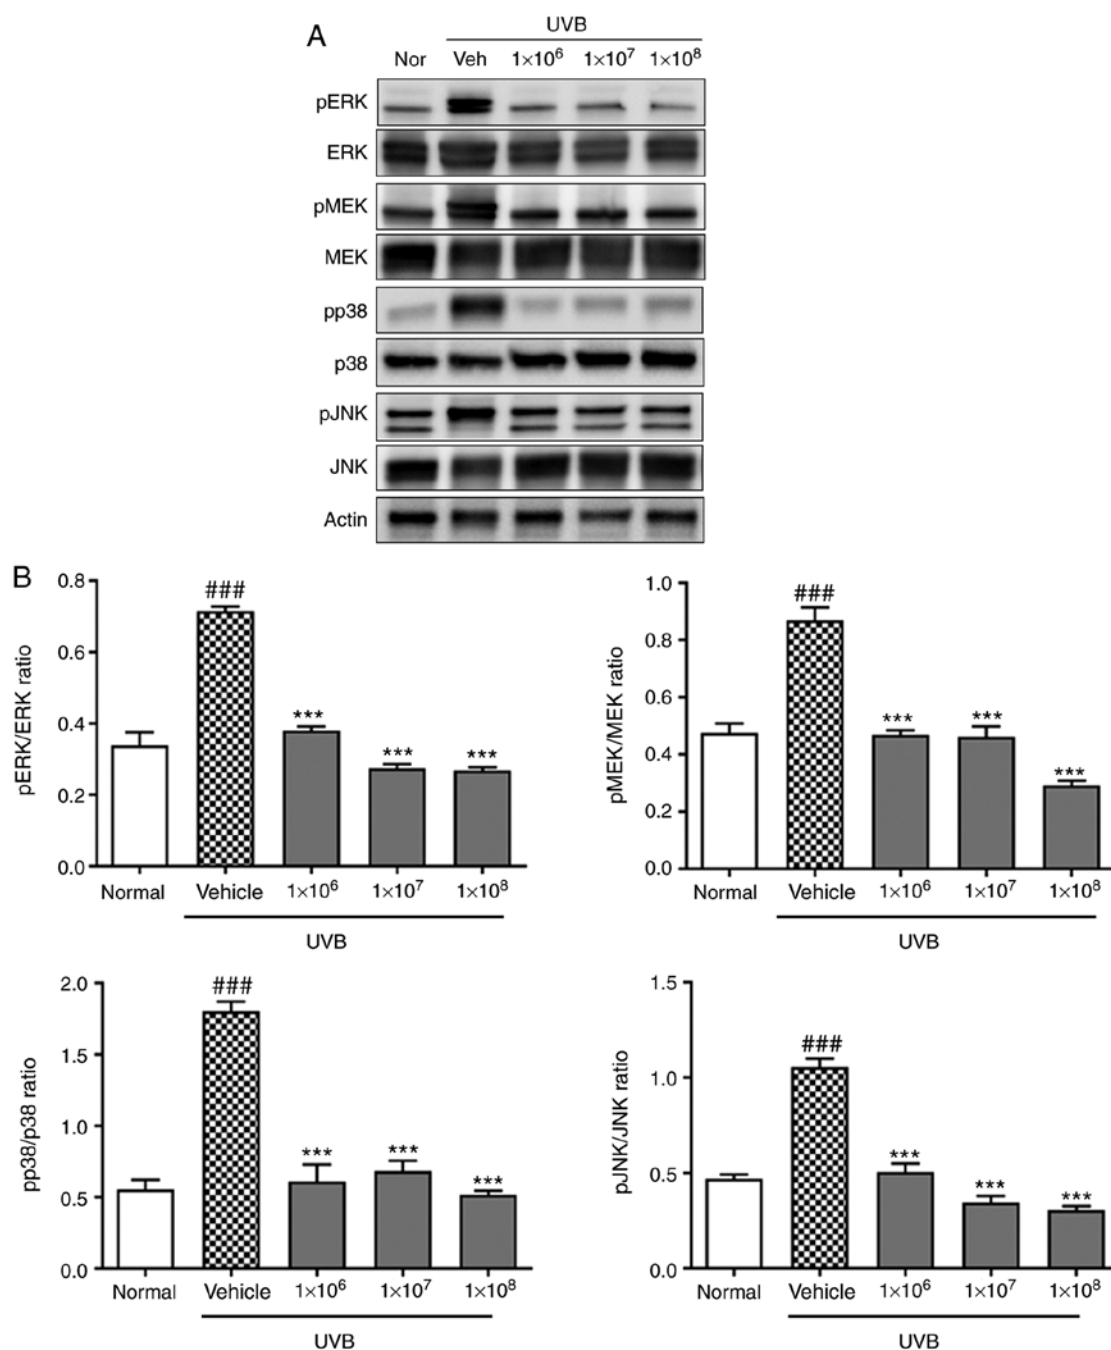 A
UVB
Nor Veh 1×10⁶ 1×10⁷ 1×10⁸
pERK
ERK
pMEK
MEK
pp38
p38
pJNK
JNK
Actin
B
pERK/ERK ratio
0.8
0.6
0.4
0.2
0.0
###
***
***
***
Normal Vehicle 1×10⁶ 1×10⁷ 1×10⁸
UVB
pMEK/MEK ratio
1.0
0.8
0.6
0.4
0.2
0.0
###
***
***
***
Normal Vehicle 1×10⁶ 1×10⁷ 1×10⁸
UVB
pp38/p38 ratio
2.0
1.5
1.0
0.5
0.0
###
***
***
***
Normal Vehicle 1×10⁶ 1×10⁷ 1×10⁸
UVB
pJNK/JNK ratio
1.5
1.0
0.5
0.0
###
***
***
***
Normal Vehicle 1×10⁶ 1×10⁷ 1×10⁸
UVB